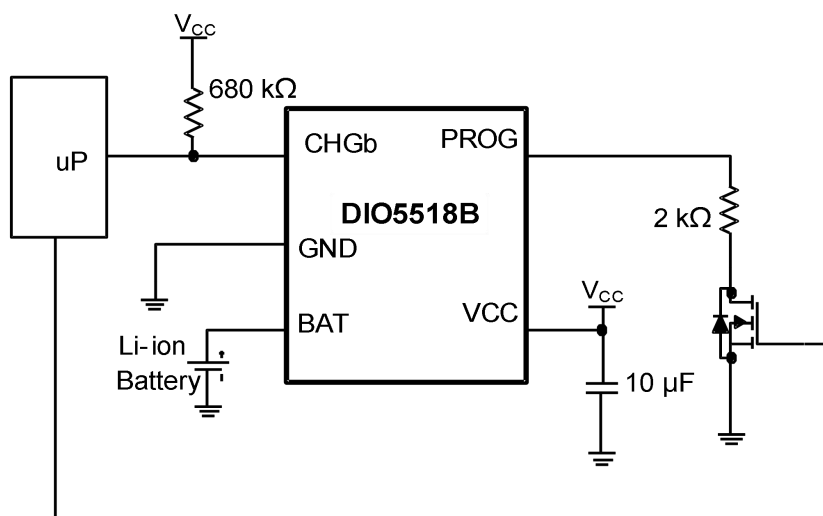 VCC
680 kΩ
uP
CHGb
PROG
DIO5518B
2 kΩ
GND
VCC
BAT
VCC
Li-ion
Battery
10 µF